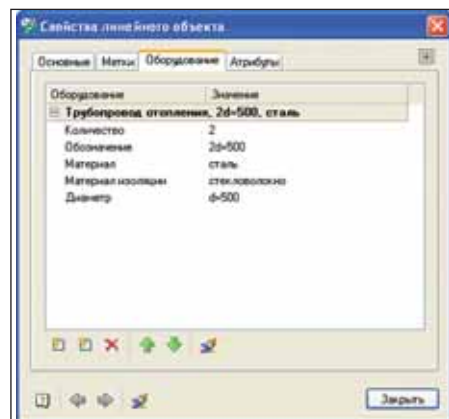 Свойства линейного объекта
Основные Метки Оборудование Атрибуты
Оборудование Значение
Трубопровод отопления, 2d=500, сталь
Количество 2
Обозначение 2d=500
Материал сталь
Материал изоляции стекловолокно
Диаметр d=500
Закрыть